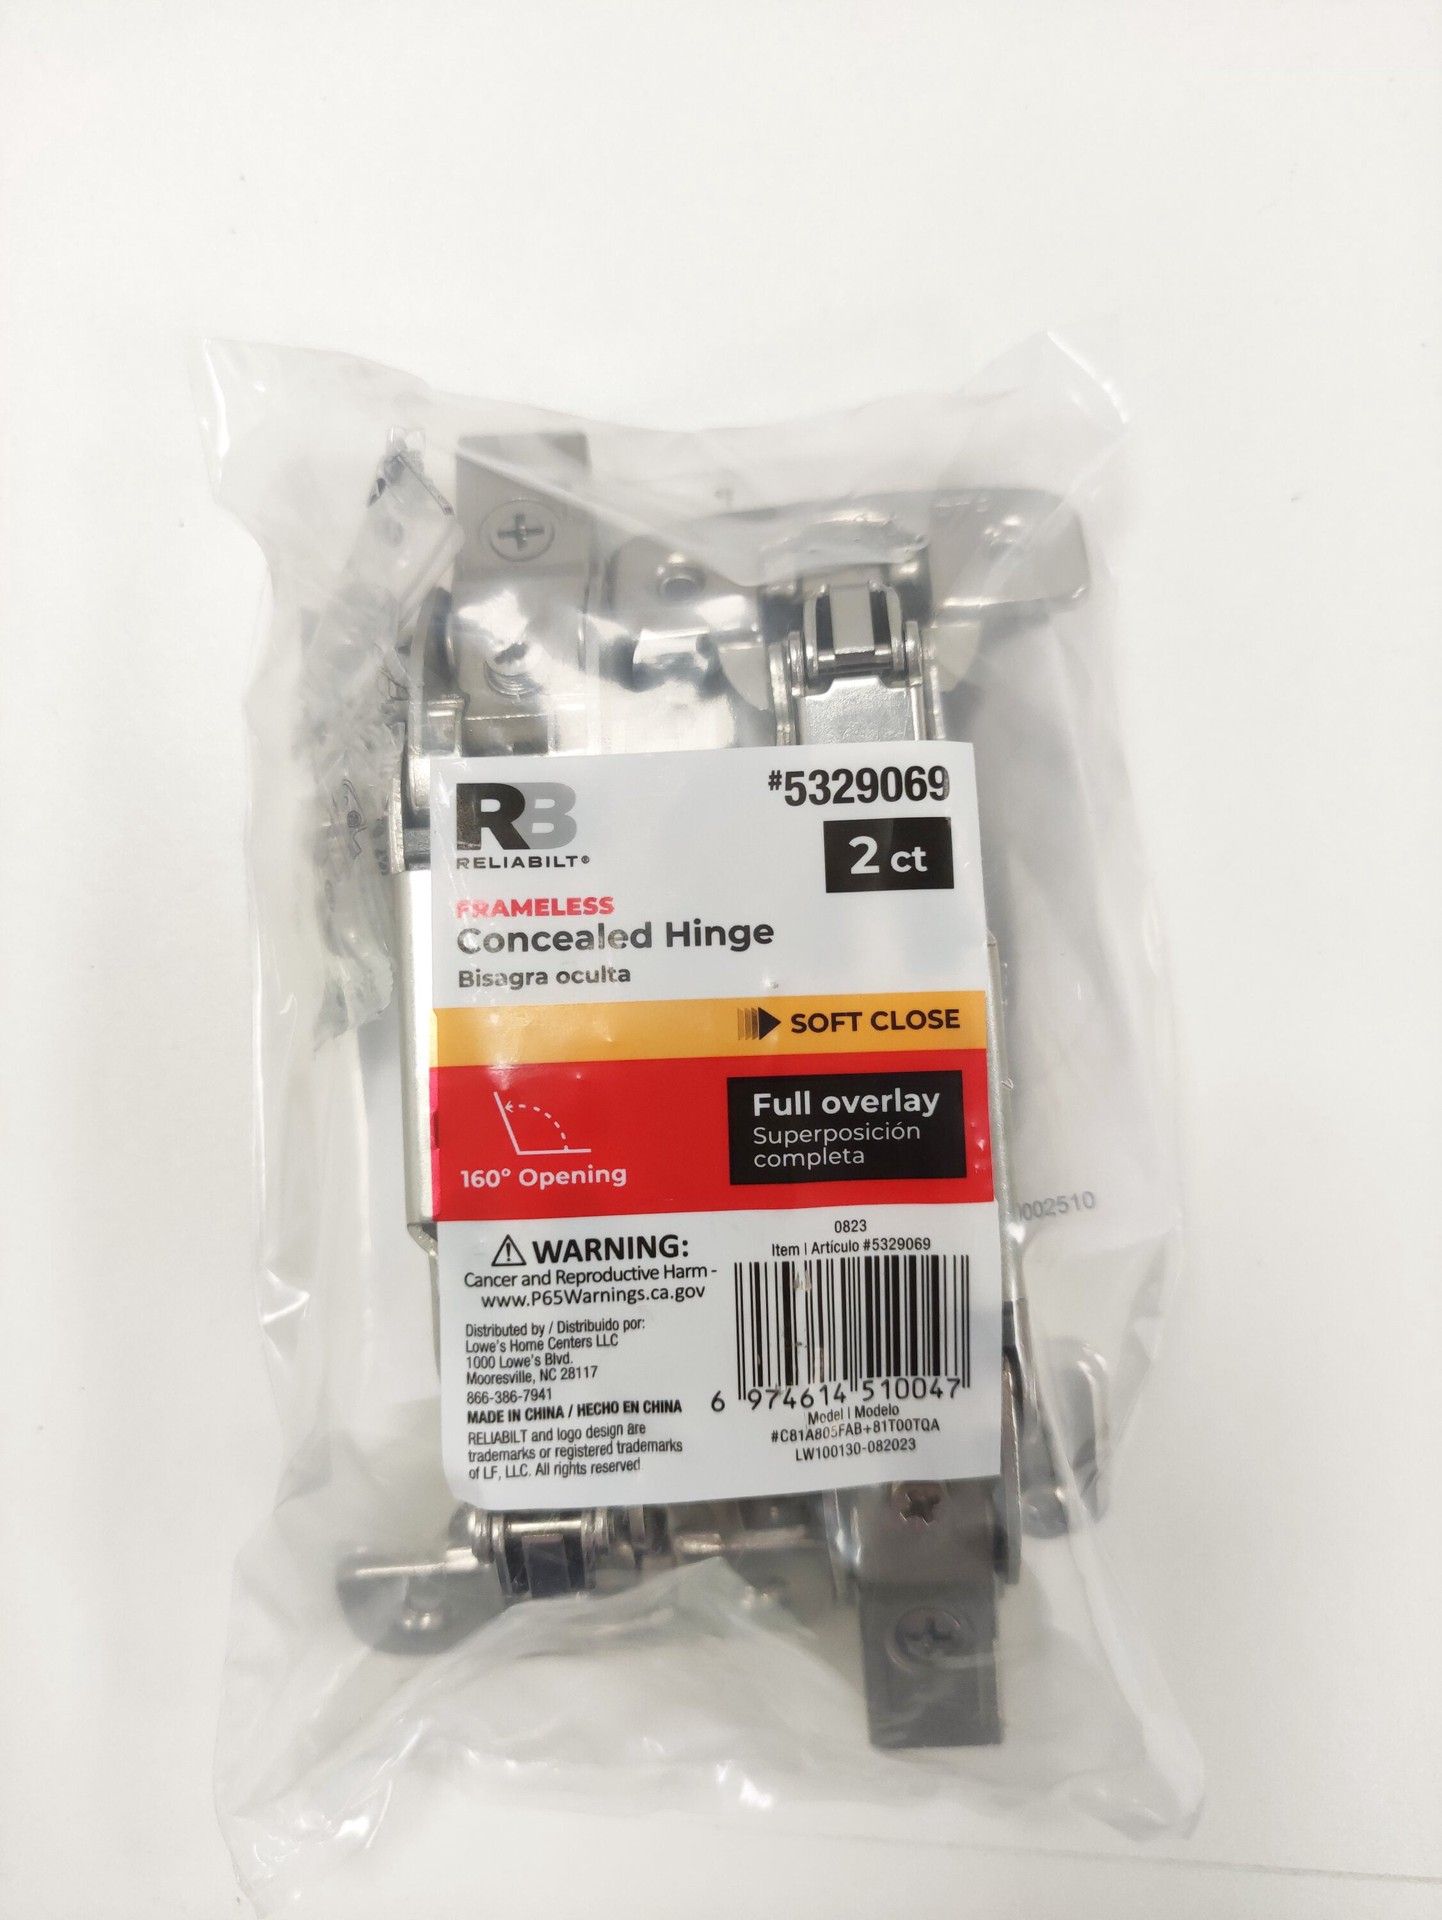 RB
RELIABILT®
#5329069
2 ct
FRAMELESS
Concealed Hinge
Bisagra oculta
SOFT CLOSE
160° Opening
Full overlay
Superposición
completa
WARNING:
Cancer and Reproductive Harm -
www.P65Warnings.ca.gov
Distributed by / Distribuido por:
Lowe's Home Centers LLC
1000 Lowe's Blvd.
Mooresville, NC 28117
866-386-7941
MADE IN CHINA / HECHO EN CHINA
RELIABILT and logo design are
trademarks or registered trademarks
of LF, LLC. All rights reserved
0823
Item | Artículo #5329069
6 974614 510047
Model | Modelo
#C81A805FAB+81T00TQA
LW100130-082023